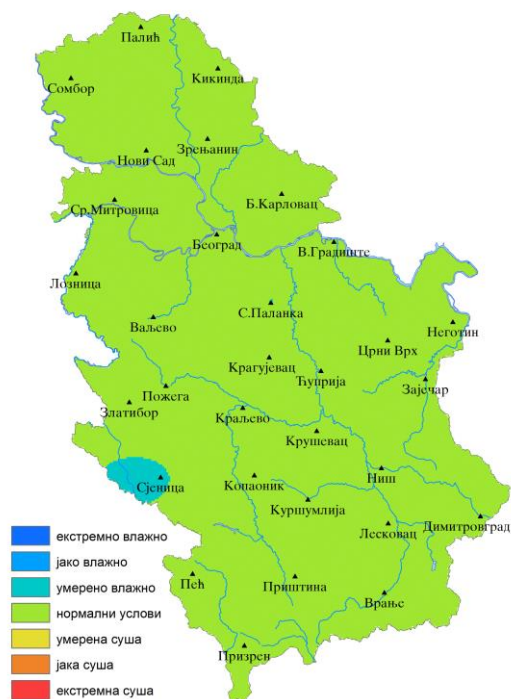 Палић
Кикинда
Сомбор
Зрењанин
Нови Сад
Б.Карловац
Ср.Митровица
Београд
В.Градиште
Лозница
С.Паланка
Ваљево
Неготин
Црни Врх
Крагујевац
Ћуприја
Зајечар
Пожега
Златибор
Краљево
Крушевац
Ниш
Сјеница
Копаоник
Куршумлија
Димитровград
Лесковац
Пећ
Приштина
Врање
Призрен
екстремно влажно
јако влажно
умерено влажно
нормални услови
умерена суша
јака суша
екстремна суша